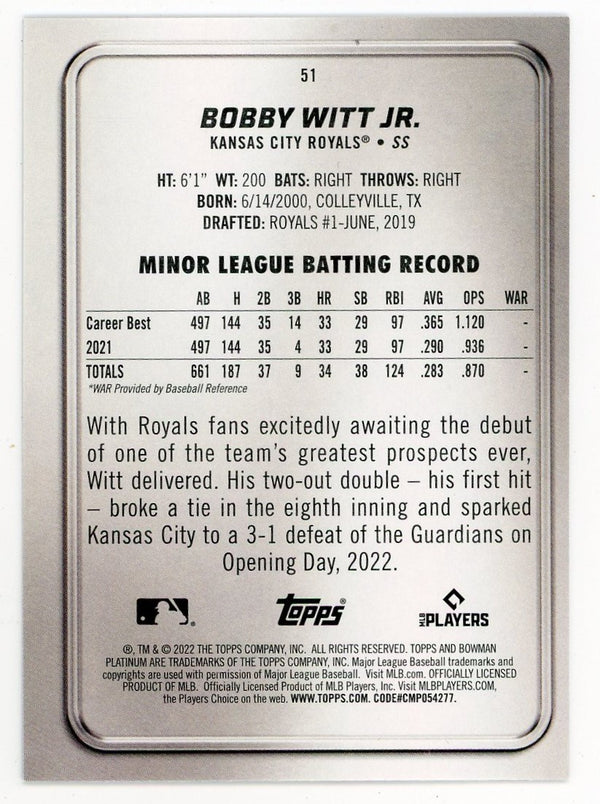 51
BOBBY WITT JR.
KANSAS CITY ROYALS® • SS
HT: 6'1" WT: 200 BATS: RIGHT THROWS: RIGHT
BORN: 6/14/2000, COLLEYVILLE, TX
DRAFTED: ROYALS #1-JUNE, 2019
MINOR LEAGUE BATTING RECORD
AB H 2B 3B HR SB RBI AVG OPS WAR
Career Best 497 144 35 14 33 29 97 .365 1.120 -
2021 497 144 35 4 33 29 97 .290 .936 -
TOTALS 661 187 37 9 34 38 124 .283 .870 -
*WAR Provided by Baseball Reference
With Royals fans excitedly awaiting the debut
of one of the team's greatest prospects ever,
Witt delivered. His two-out double – his first hit
– broke a tie in the eighth inning and sparked
Kansas City to a 3-1 defeat of the Guardians on
Opening Day, 2022.
® Topps® MLB PLAYERS
®, TM & © 2022 THE TOPPS COMPANY, INC. ALL RIGHTS RESERVED. TOPPS AND BOWMAN
PLATINUM ARE TRADEMARKS OF THE TOPPS COMPANY, INC. Major League Baseball trademarks and
copyrights are used with permission of Major League Baseball. Visit MLB.com. OFFICIALLY LICENSED
PRODUCT OF MLB. Officially Licensed Product of MLB Players, Inc. Visit MLBPLAYERS.COM,
the Players Choice on the web. WWW.TOPPS.COM. CODE#CMP054277.